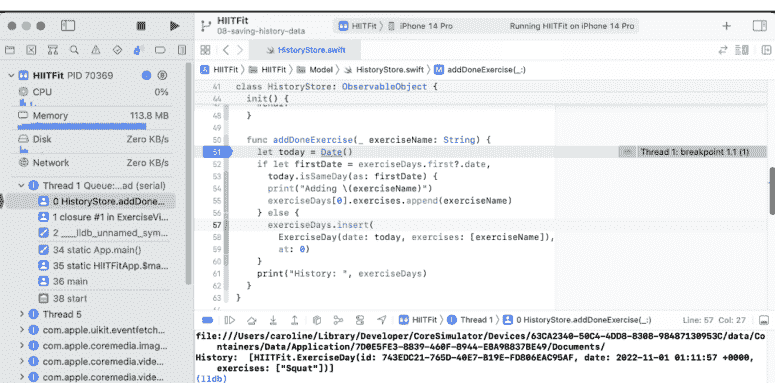 HIITFit
08-saving-history-data
HIITFit
iPhone 14 Pro
Running HIITFit on iPhone 14 Pro
HistoryStore.swift
HIITFit
HIITFit
Model
HistoryStore.swift
addDoneExercise(_:)
HIITFit PID 70369
CPU
0%
Memory
113.8 MB
Disk
Zero KB/s
Network
Zero KB/s
Thread 1 Queue:...ad (serial)
0 HistoryStore.addDone...
1 closure #1 in ExerciseVi...
2 ___lldb_unnamed_sym...
34 static App.main()
35 static HIITFitApp.$ma...
36 main
38 start
Thread 5
com.apple.uikit.eventfetch...
com.apple.coremedia.imag...
com.apple.coremedia.vide...
com.apple.coremedia.vide...
41 class HistoryStore: ObservableObject {
44 init() {
48 }
49
50 func addDoneExercise(_ exerciseName: String) {
51 let today = Date()
Thread 1: breakpoint 1.1 (1)
52 if let firstDate = exerciseDays.first?.date,
53 today.isSameDay(as: firstDate) {
54 print("Adding \(exerciseName)")
55 exerciseDays[0].exercises.append(exerciseName)
56 } else {
57 exerciseDays.insert(
58 ExerciseDay(date: today, exercises: [exerciseName]),
59 at: 0)
60 }
61 print("History: ", exerciseDays)
62 }
63 }
HIITFit
Thread 1
0 HistoryStore.addDoneExercise(_:)
Line: 57 Col: 27
file:///Users/caroline/Library/Developer/CoreSimulator/Devices/63CA2340-50C4-4DD8-8308-98487130953C/data/Co
ntainers/Data/Application/7D0E5FE3-8B39-460F-B944-EBA9B837BE49/Documents/
History: [HIITFit.ExerciseDay(id: 743EDC21-765D-40E7-B19E-FD806EAC95AF, date: 2022-11-01 01:11:57 +0000,
exercises: ["Squat"])]
(lldb)